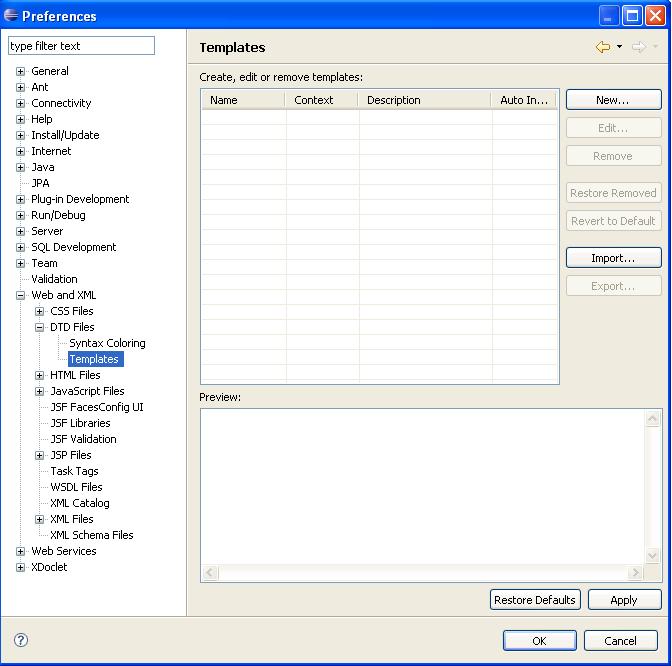 Preferences
type filter text
General
Ant
Connectivity
Help
Install/Update
Internet
Java
JPA
Plug-in Development
Run/Debug
Server
SQL Development
Team
Validation
Web and XML
CSS Files
DTD Files
Syntax Coloring
Templates
HTML Files
JavaScript Files
JSF FacesConfig UI
JSF Libraries
JSF Validation
JSP Files
Task Tags
WSDL Files
XML Catalog
XML Files
XML Schema Files
Web Services
XDoclet
Templates
Create, edit or remove templates:
Name Context Description Auto In...
New...
Edit...
Remove
Restore Removed
Revert to Default
Import...
Export...
Preview:
Restore Defaults Apply
? OK Cancel